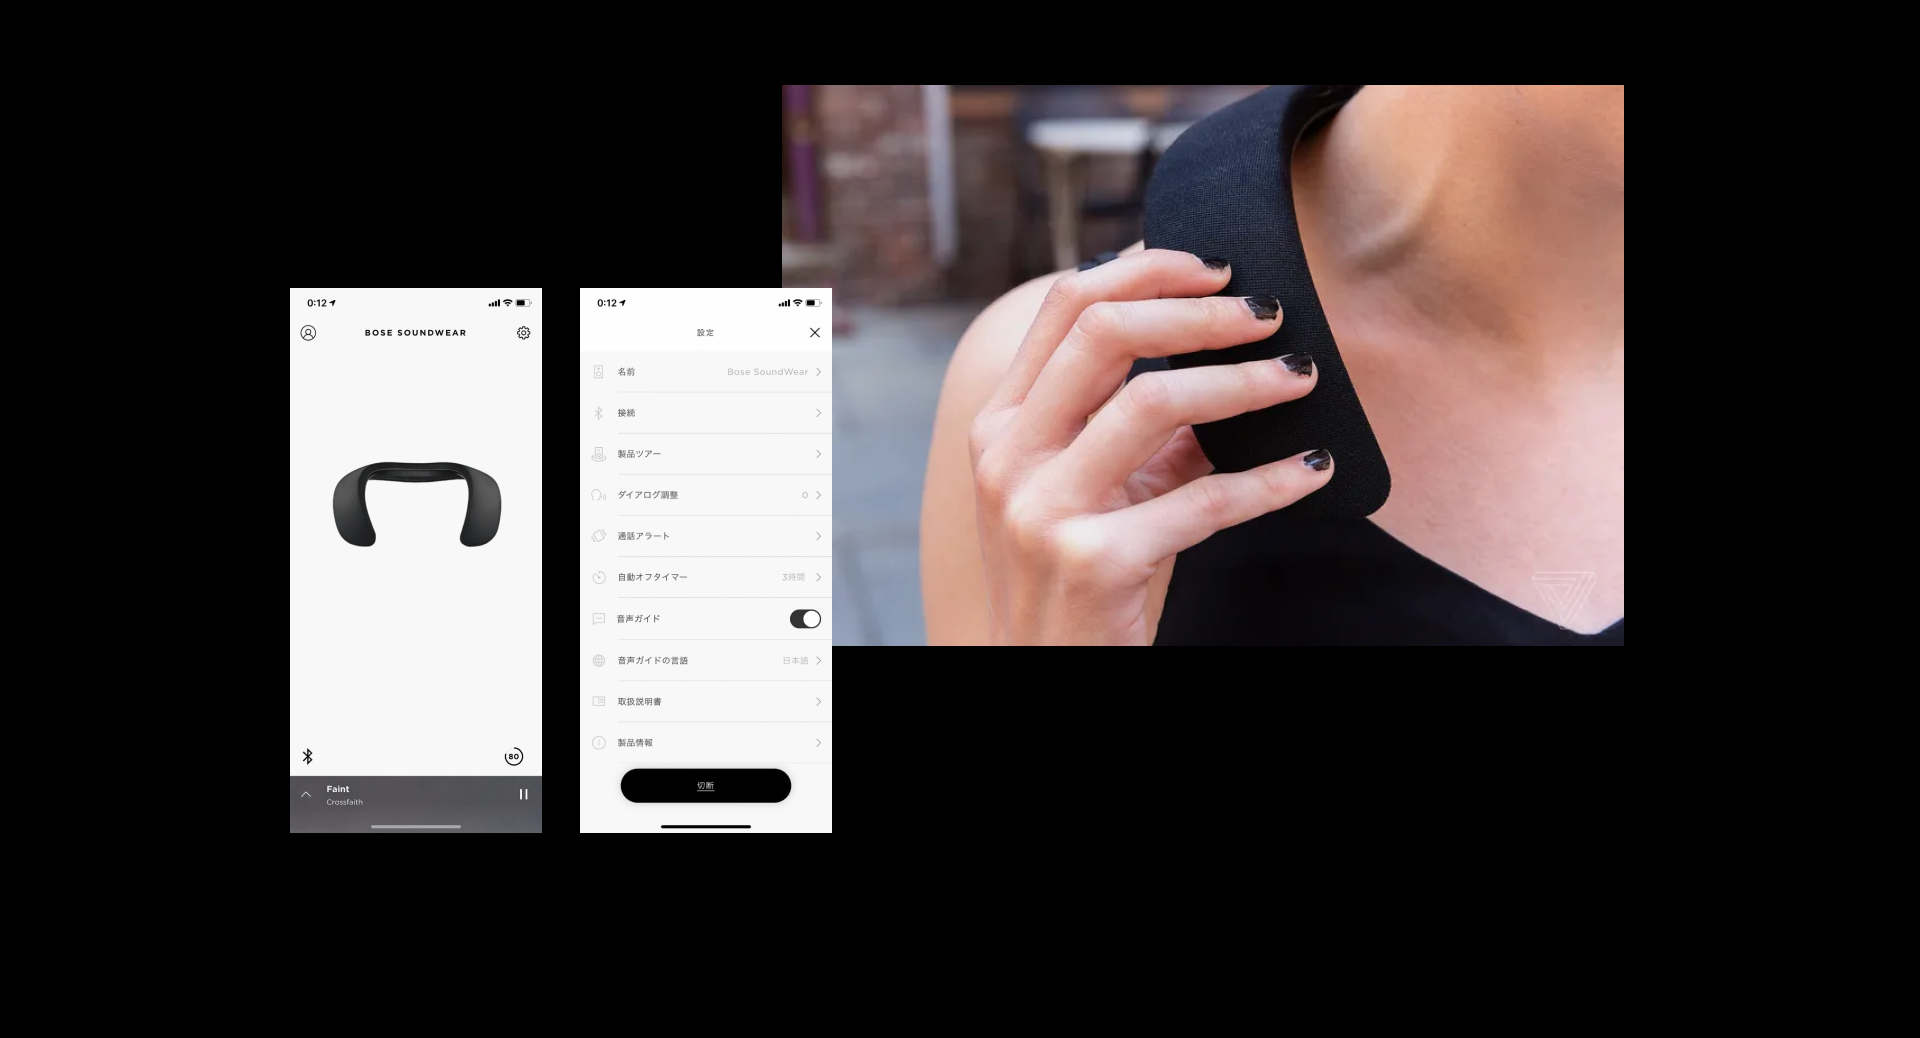 0:12
BOSE SOUNDWEAR
80
Faint
Crossfaith
0:12
設定
名前 Bose SoundWear
接続
製品ツアー
ダイアログ調整 0
通話アラート
自動オフタイマー 3時間
音声ガイド
音声ガイドの言語 日本語
取扱説明書
製品情報
切断